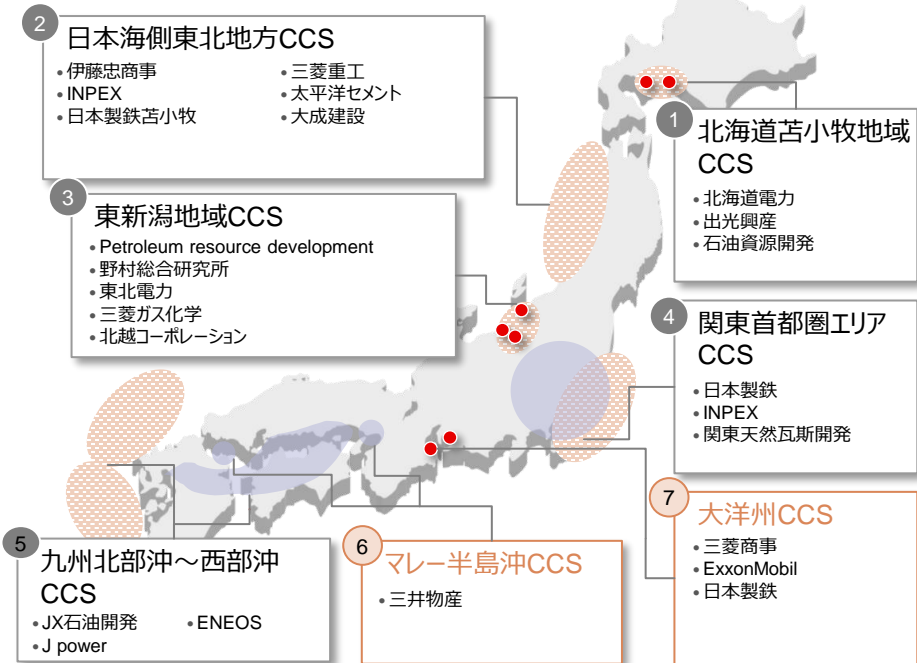 2
日本海側東北地方CCS
•伊藤忠商事
•INPEX
•日本製鉄苫小牧
•三菱重工
•太平洋セメント
•大成建設
1
北海道苫小牧地域
CCS
•北海道電力
•出光興産
•石油資源開発
3
東新潟地域CCS
•Petroleum resource development
•野村総合研究所
•東北電力
•三菱ガス化学
•北越コーポレーション
4
関東首都圏エリア
CCS
•日本製鉄
•INPEX
•関東天然瓦斯開発
5
九州北部沖～西部沖
CCS
•JX石油開発
•J power
•ENEOS
6
マレー半島沖CCS
•三井物産
7
大洋州CCS
•三菱商事
•ExxonMobil
•日本製鉄